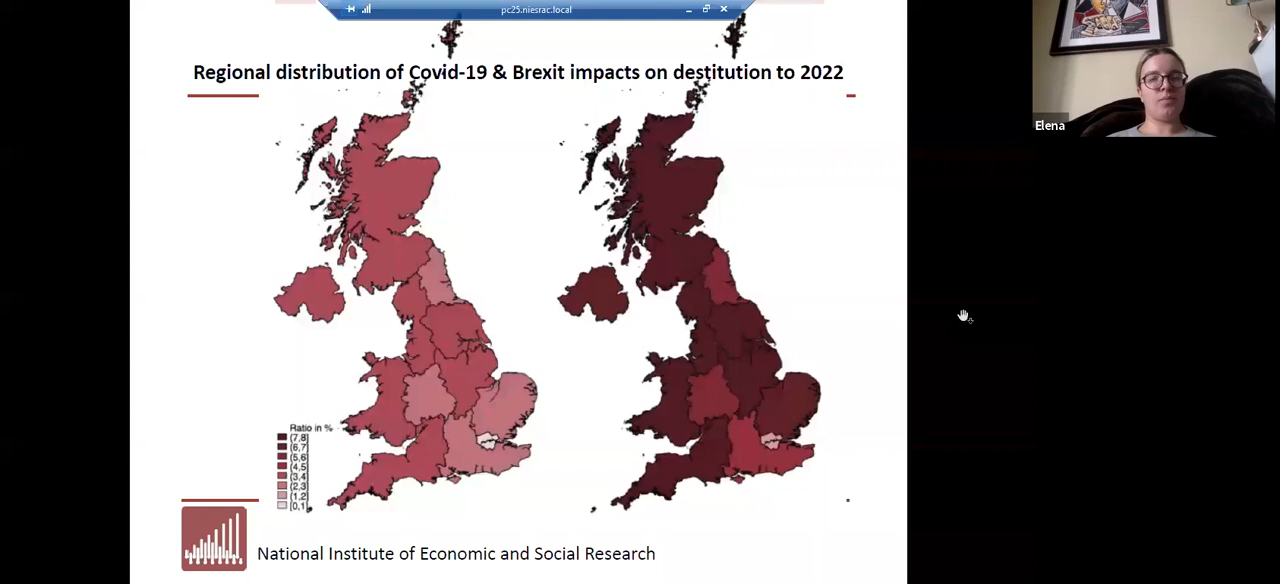 pc25.niesrac.local
Regional distribution of Covid-19 & Brexit impacts on destitution to 2022
Elena
Ratio in %
(7,8]
(6,7]
(5,6]
(4,5]
(3,4]
(2,3]
(1,2]
[0,1]
National Institute of Economic and Social Research